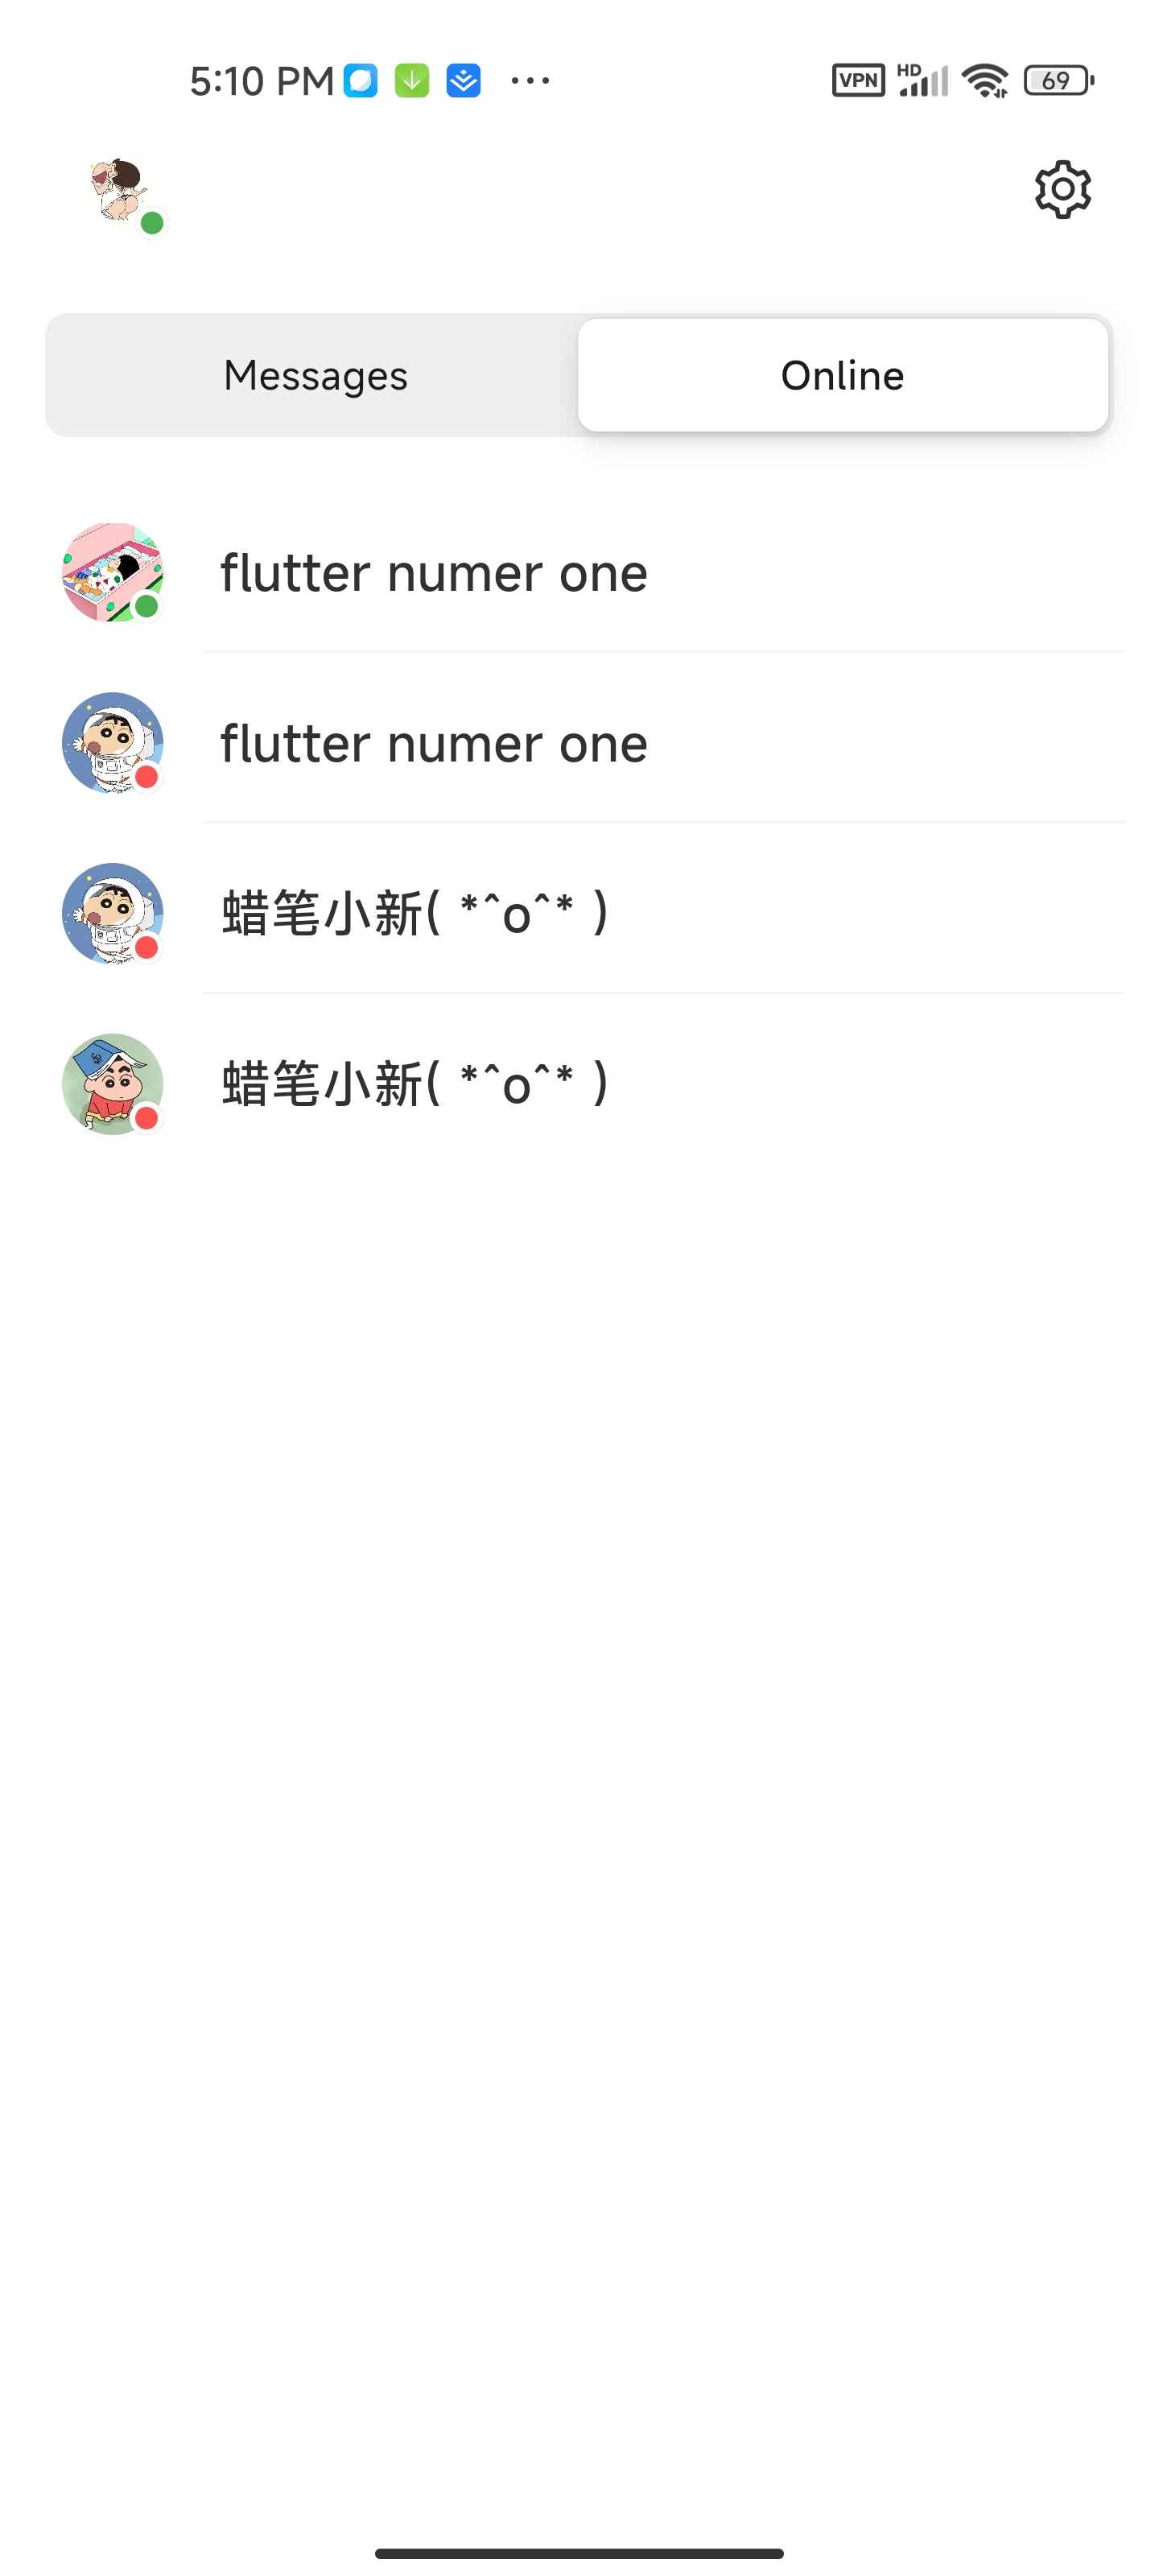 5:10 PM
VPN
HD
69
Messages
Online
flutter numer one
flutter numer one
蜡笔小新( *^o^* )
蜡笔小新( *^o^* )